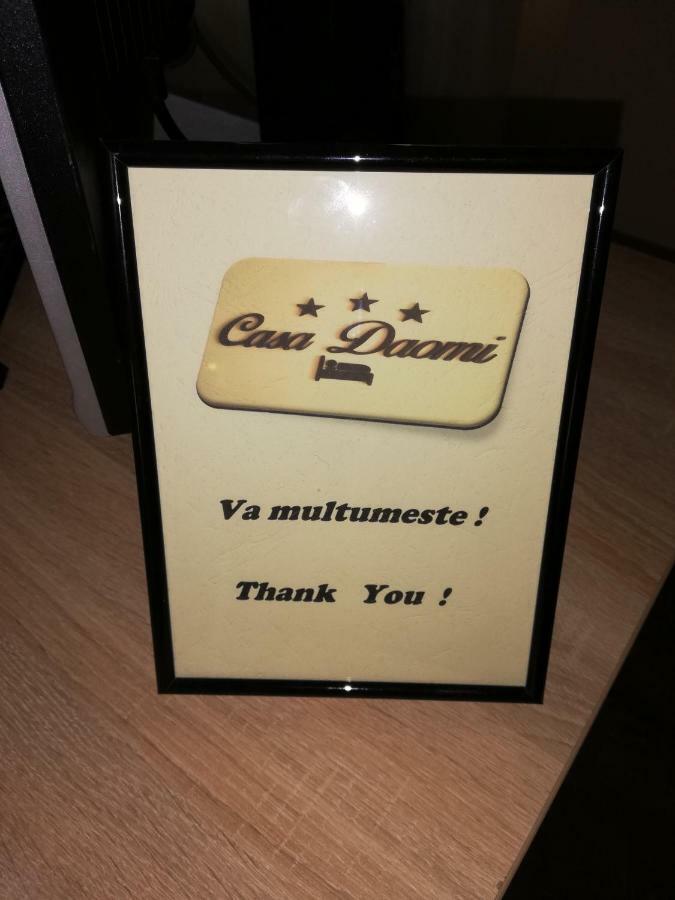 Casa Daomi
Va multumeste !
Thank You !